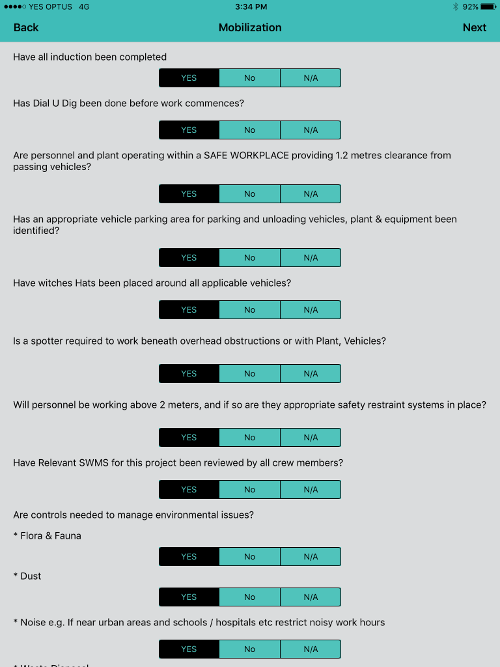 YES OPTUS 4G 3:34 PM 92%
Back Mobilization Next
Have all induction been completed
YES No N/A
Has Dial U Dig been done before work commences?
YES No N/A
Are personnel and plant operating within a SAFE WORKPLACE providing 1.2 metres clearance from
passing vehicles?
YES No N/A
Has an appropriate vehicle parking area for parking and unloading vehicles, plant & equipment been
identified?
YES No N/A
Have witches Hats been placed around all applicable vehicles?
YES No N/A
Is a spotter required to work beneath overhead obstructions or with Plant, Vehicles?
YES No N/A
Will personnel be working above 2 meters, and if so are they appropriate safety restraint systems in place?
YES No N/A
Have Relevant SWMS for this project been reviewed by all crew members?
YES No N/A
Are controls needed to manage environmental issues?
* Flora & Fauna
YES No N/A
* Dust
YES No N/A
* Noise e.g. If near urban areas and schools / hospitals etc restrict noisy work hours
YES No N/A